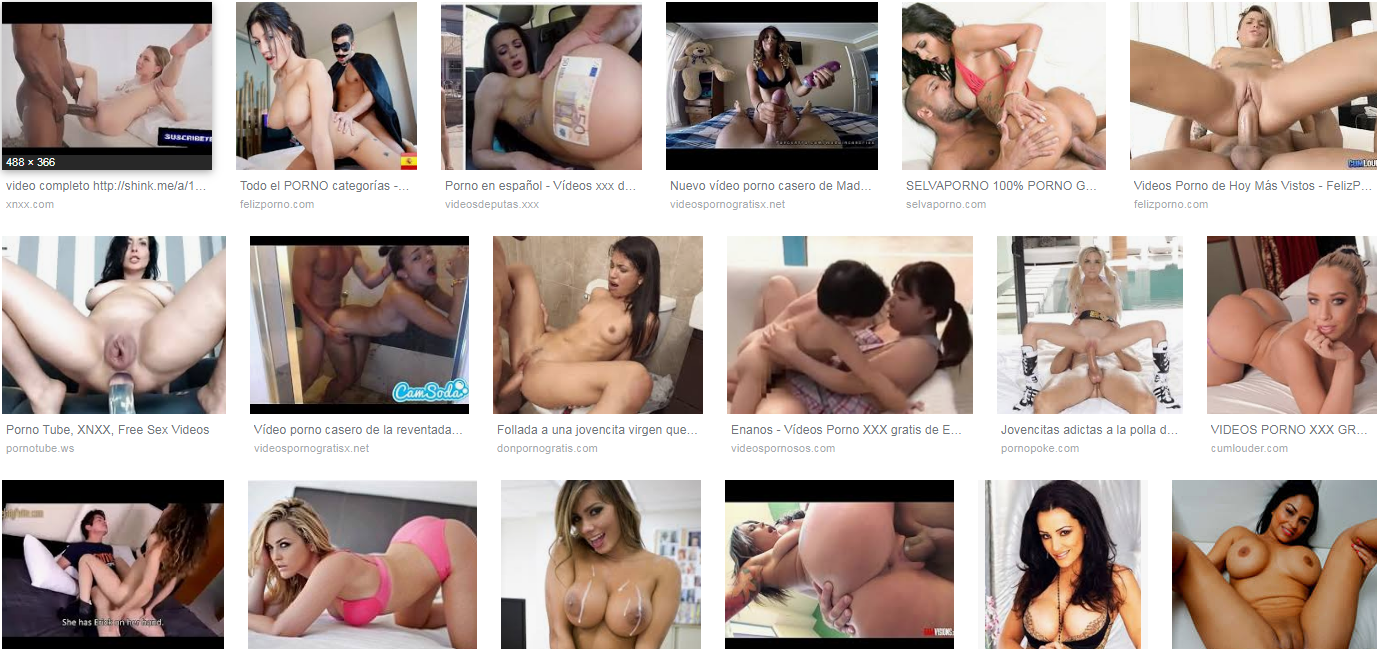 SUSCRIBEYE
488 × 366
video completo http://shink.me/a/1...
xnxx.com
Todo el PORNO categorías -...
felizporno.com
Porno en español - Vídeos xxx d...
videosdeputas.xxx
Nuevo vídeo porno casero de Mad...
videospornogratisx.net
SELVAPORNO 100% PORNO G...
selvaporno.com
Videos Porno de Hoy Más Vistos - FelizP...
felizporno.com
Porno Tube, XNXX, Free Sex Videos
pornotube.ws
CamSoda
Vídeo porno casero de la reventada...
videospornogratisx.net
Follada a una jovencita virgen que...
donpornogratis.com
Enanos - Vídeos Porno XXX gratis de E...
videospornosos.com
Jovencitas adictas a la polla d...
pornopoke.com
VIDEOS PORNO XXX GR...
cumlouder.com
She has Erick on her hand.